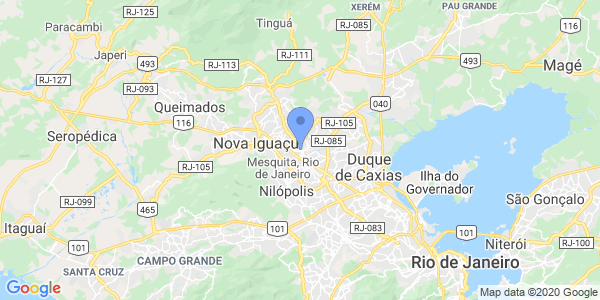 XERÉM
PAU GRANDE
Tinguá
RJ-085
RJ-125
Paracambi
Japeri
RJ-111
493
493
RJ-113
Magé
RJ-127
RJ-093
040
Queimados
116
RJ-105
116
Seropédica
Nova Iguaçu
RJ-085
Mesquita, Rio
de Janeiro
Duque
de Caxias
RJ-105
Ilha do
Governador
Nilópolis
RJ-099
465
São Gonçalo
Itaguaí
101
RJ-083
101
101
Niterói
RJ-100
CAMPO GRANDE
SANTA CRUZ
Rio de Janeiro
Google
Map data ©2020 Google